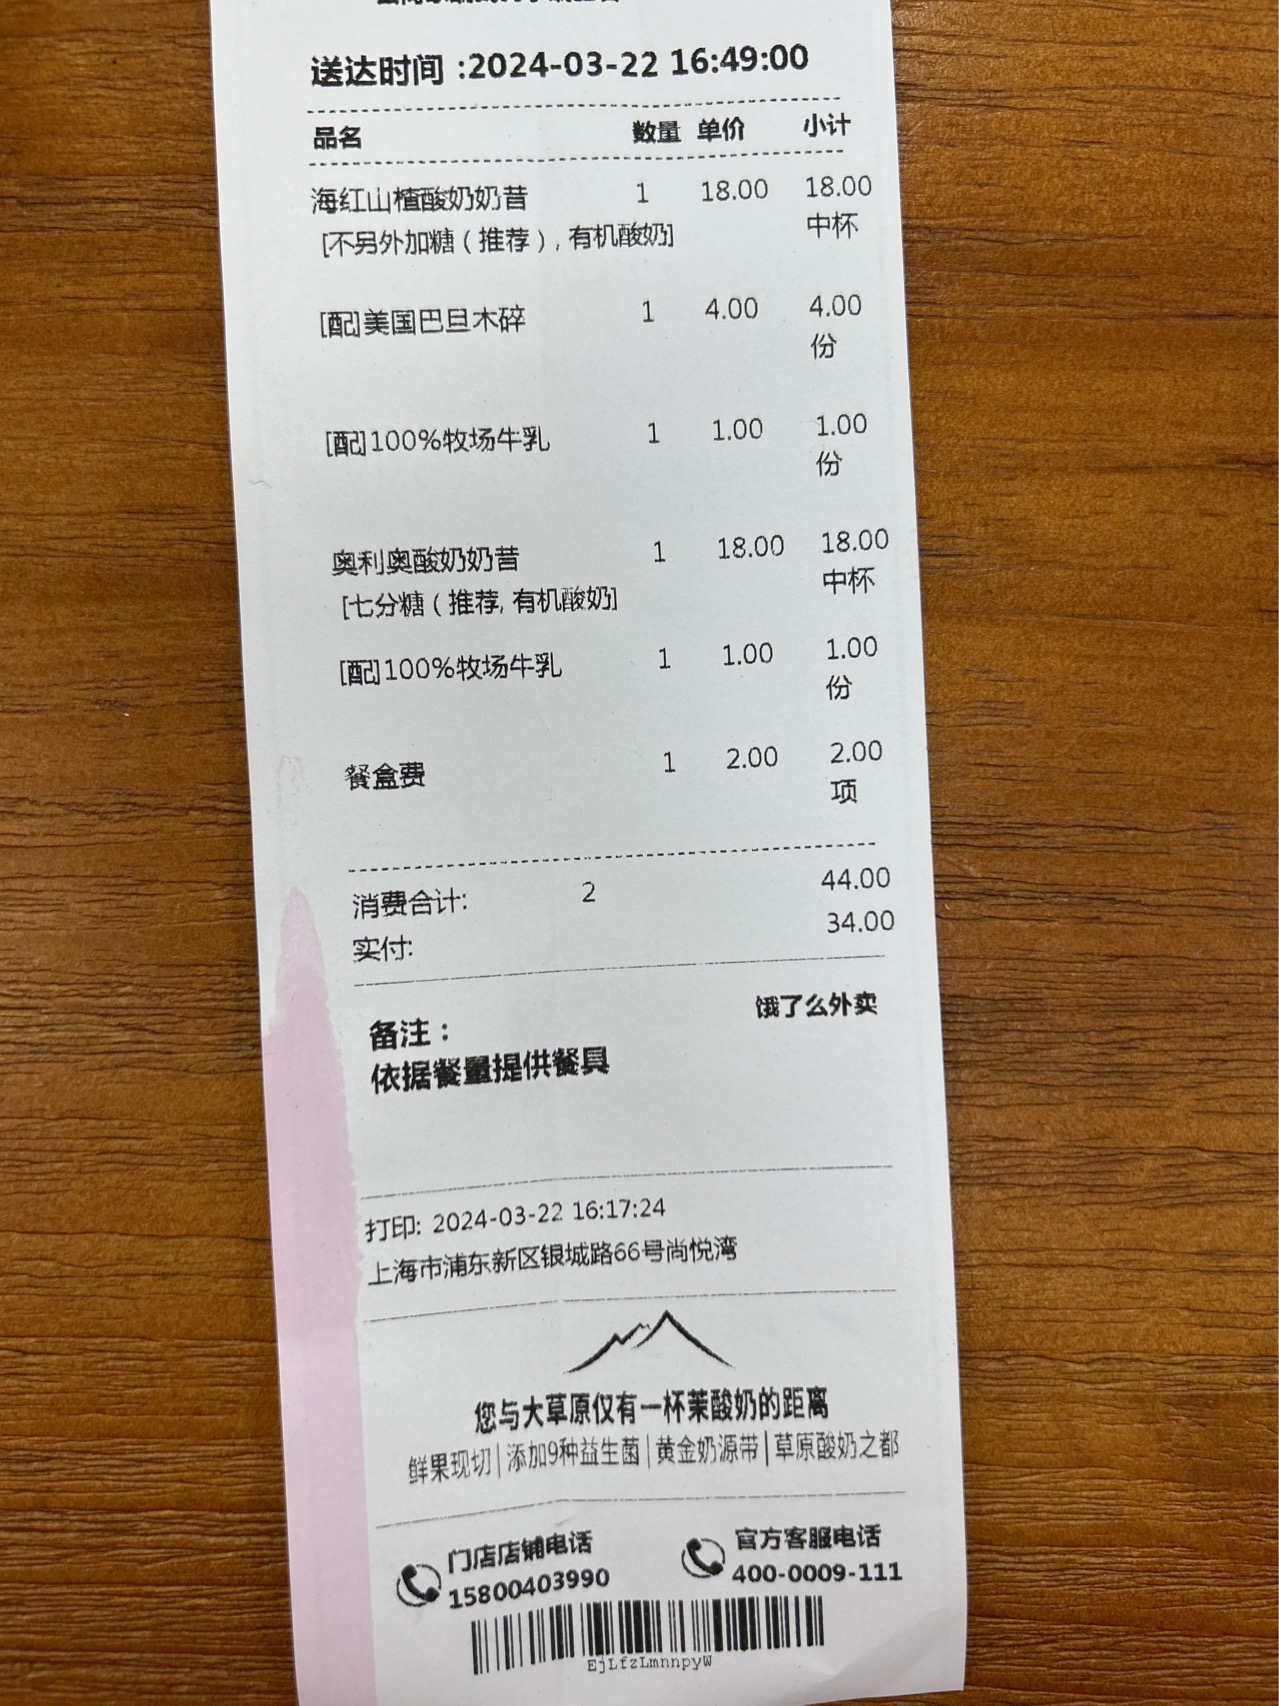 送达时间 :2024-03-22 16:49:00
品名 数量 单价 小计
海红山楂酸奶奶昔 1 18.00 18.00
[不另外加糖（推荐）, 有机酸奶] 中杯
[配]美国巴旦木碎 1 4.00 4.00
份
[配]100%牧场牛乳 1 1.00 1.00
份
奥利奥酸奶奶昔 1 18.00 18.00
[七分糖（推荐, 有机酸奶] 中杯
[配]100%牧场牛乳 1 1.00 1.00
份
餐盒费 1 2.00 2.00
项
消费合计: 2 44.00
实付: 34.00
饿了么外卖
备注：
依据餐量提供餐具
打印: 2024-03-22 16:17:24
上海市浦东新区银城路66号尚悦湾
您与大草原仅有一杯茉酸奶的距离
鲜果现切|添加9种益生菌|黄金奶源带|草原酸奶之都
门店店铺电话 官方客服电话
15800403990 400-0009-111
EjLfzLmnnpyW